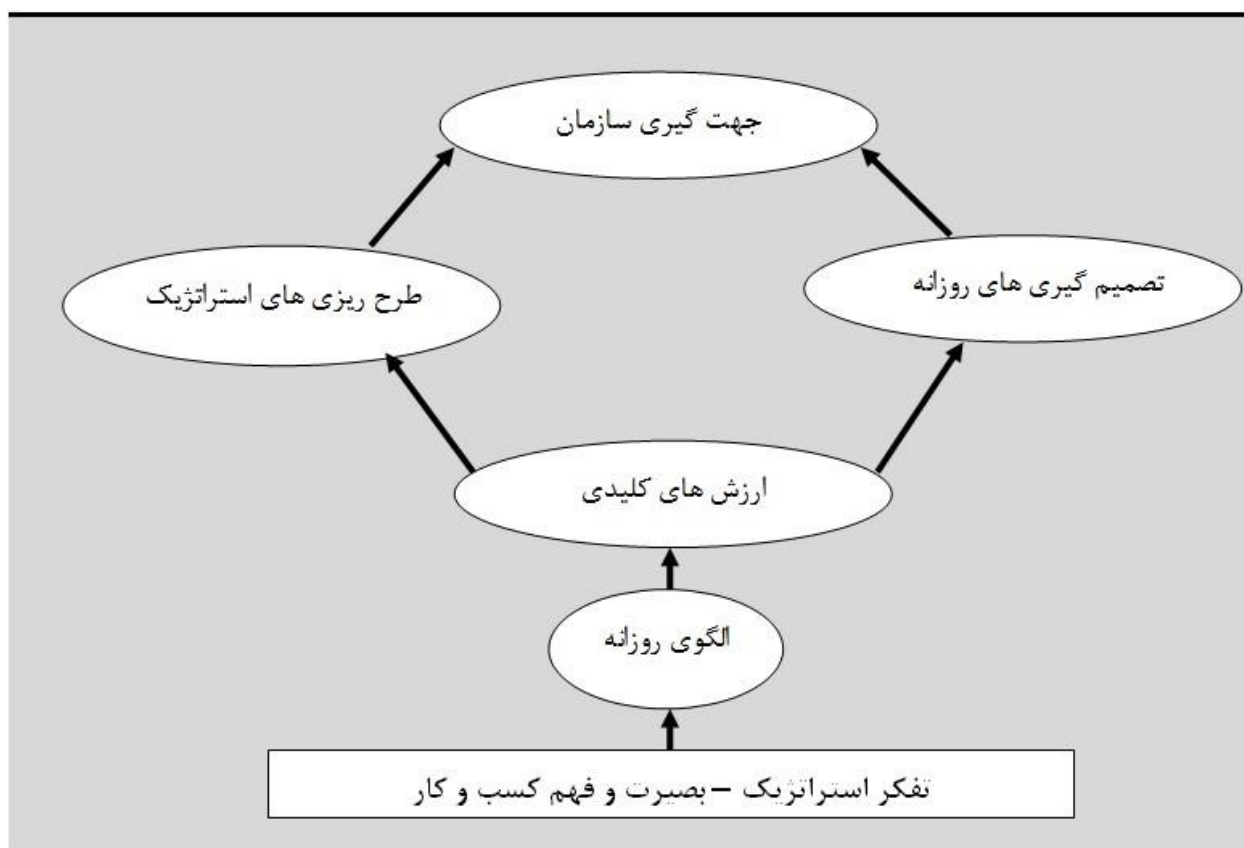 جهت گیری سازمان
تصمیم گیری های روزانه
طرح ریزی های استراتژیک
ارزش های کلیدی
الگوی روزانه
تفکر استراتژیک – بصیرت و فهم کسب و کار